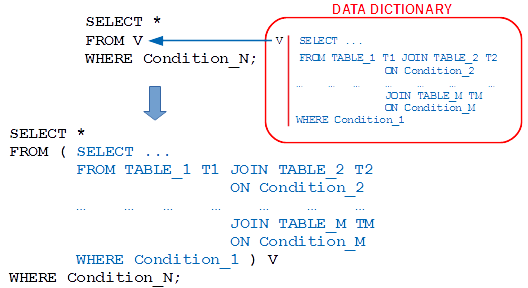 DATA DICTIONARY
SELECT *
FROM V
WHERE Condition_N;
V
SELECT ...
FROM TABLE_1 T1 JOIN TABLE_2 T2
ON Condition_2
... ... ... ... ... ... ...
JOIN TABLE_M TM
ON Condition_M
WHERE Condition_1
SELECT *
FROM ( SELECT ...
FROM TABLE_1 T1 JOIN TABLE_2 T2
ON Condition_2
... ... ... ... ... ... ...
JOIN TABLE_M TM
ON Condition_M
WHERE Condition_1 ) V
WHERE Condition_N;